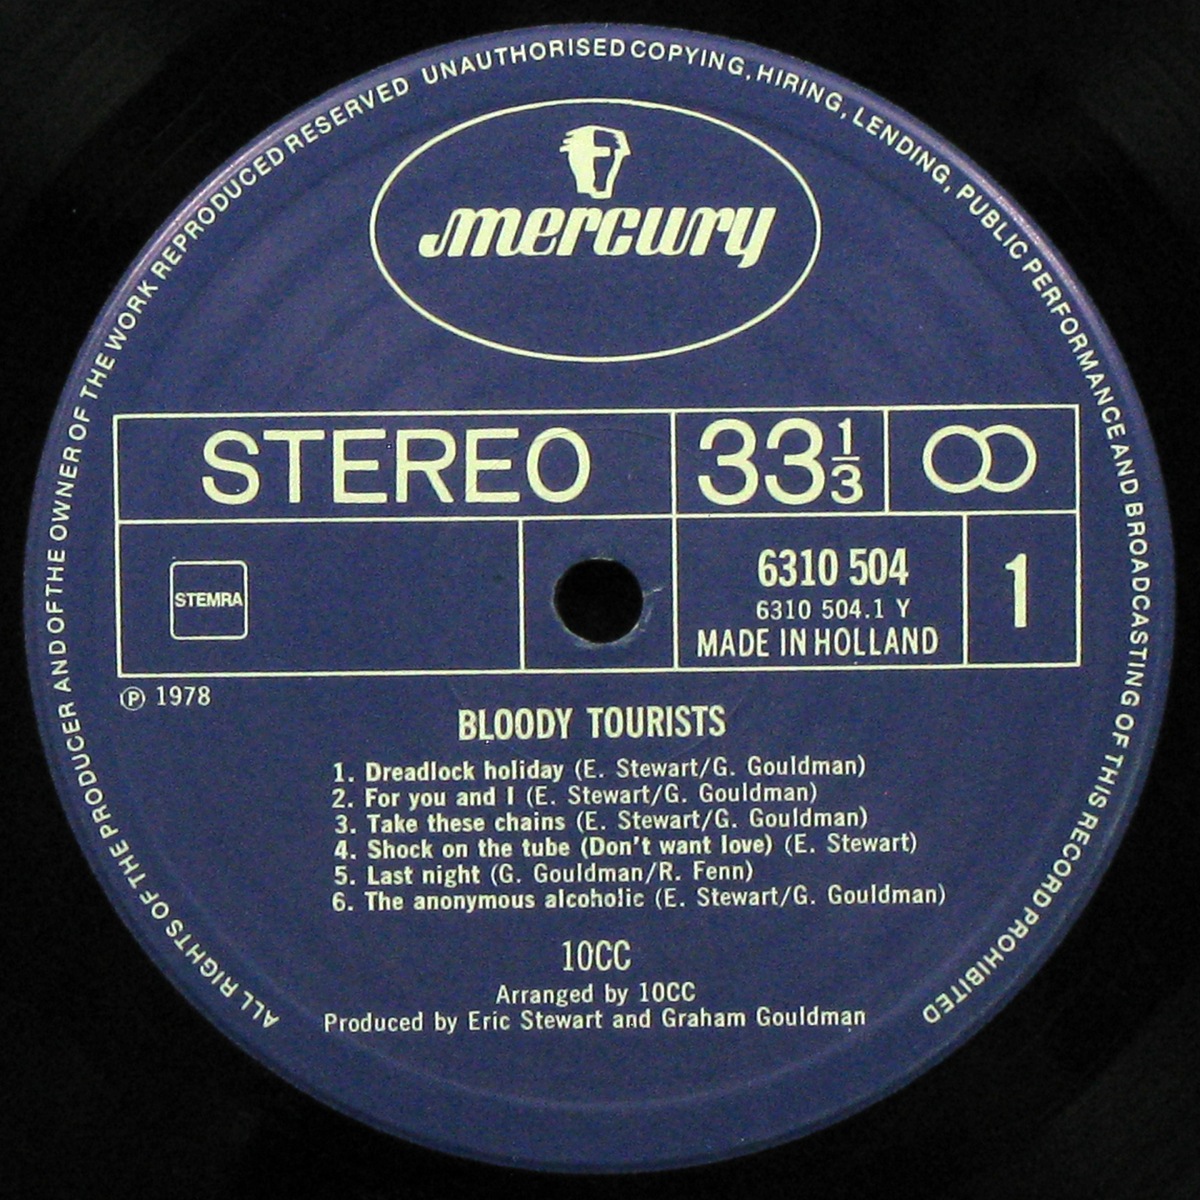 ALL RIGHTS OF THE PRODUCER AND OF THE OWNER OF THE WORK REPRODUCED RESERVED UNAUTHORISED COPYING, HIRING, LENDING, PUBLIC PERFORMANCE AND BROADCASTING OF THIS RECORD PROHIBITED
mercury
STEREO 33 1/3
STEMRA
6310 504
6310 504.1 Y
MADE IN HOLLAND
1
℗ 1978
BLOODY TOURISTS
1. Dreadlock holiday (E. Stewart/G. Gouldman)
2. For you and I (E. Stewart/G. Gouldman)
3. Take these chains (E. Stewart/G. Gouldman)
4. Shock on the tube (Don't want love) (E. Stewart)
5. Last night (G. Gouldman/R. Fenn)
6. The anonymous alcoholic (E. Stewart/G. Gouldman)
10CC
Arranged by 10CC
Produced by Eric Stewart and Graham Gouldman